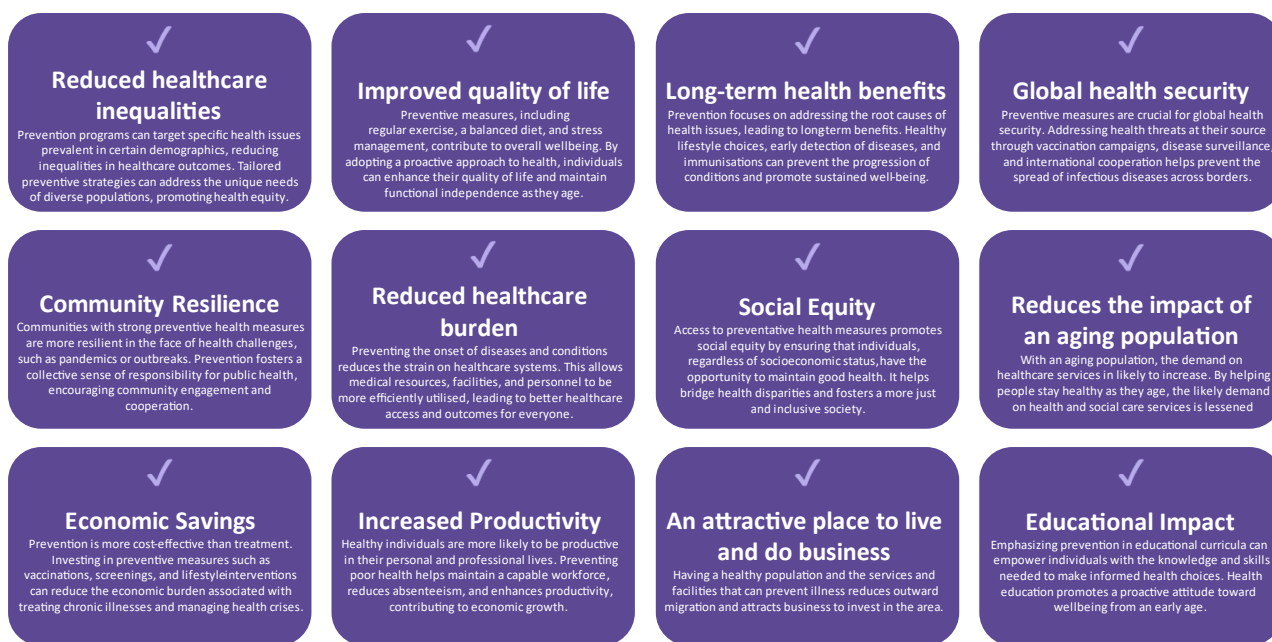 ✓
Reduced healthcare
inequalities
Prevention programs can target specific health issues
prevalent in certain demographics, reducing
inequalities in healthcare outcomes. Tailored
preventive strategies can address the unique needs
of diverse populations, promoting health equity.
✓
Improved quality of life
Preventive measures, including
regular exercise, a balanced diet, and stress
management, contribute to overall wellbeing. By
adopting a proactive approach to health, individuals
can enhance their quality of life and maintain
functional independence as they age.
✓
Long-term health benefits
Prevention focuses on addressing the root causes of
health issues, leading to longterm benefits. Healthy
lifestyle choices, early detection of diseases, and
immunisations can prevent the progression of
conditions and promote sustained well-being.
✓
Global health security
Preventive measures are crucial for global health
security. Addressing health threats at their source
through vaccination campaigns, disease surveillance,
and international cooperation helps prevent the
spread of infectious diseases across borders.
✓
Community Resilience
Communities with strong preventive health measures
are more resilient in the face of health challenges,
such as pandemics or outbreaks. Prevention fosters a
collective sense of responsibility for public health,
encouraging community engagement and
cooperation.
✓
Reduced healthcare
burden
Preventing the onset of diseases and conditions
reduces the strain on healthcare systems. This allows
medical resources, facilities, and personnel to be
more efficiently utilised, leading to better healthcare
access and outcomes for everyone.
✓
Social Equity
Access to preventative health measures promotes
social equity by ensuring that individuals,
regardless of socioeconomic status, have the
opportunity to maintain good health. It helps
bridge health disparities and fosters a more just
and inclusive society.
✓
Reduces the impact of
an aging population
With an aging population, the demand on
healthcare services in likely to increase. By helping
people stay healthy as they age, the likely demand
on health and social care services is lessened
✓
Economic Savings
Prevention is more cost-effective than treatment.
Investing in preventive measures such as
vaccinations, screenings, and lifestyleinterventions
can reduce the economic burden associated with
treating chronic illnesses and managing health crises.
✓
Increased Productivity
Healthy individuals are more likely to be productive
in their personal and professional lives. Preventing
poor health helps maintain a capable workforce,
reduces absenteeism, and enhances productivity,
contributing to economic growth.
✓
An attractive place to live
and do business
Having a healthy population and the services and
facilities that can prevent illness reduces outward
migration and attracts business to invest in the area.
✓
Educational Impact
Emphasizing prevention in educational curricula can
empower individuals with the knowledge and skills
needed to make informed health choices. Health
education promotes a proactive attitude toward
wellbeing from an early age.